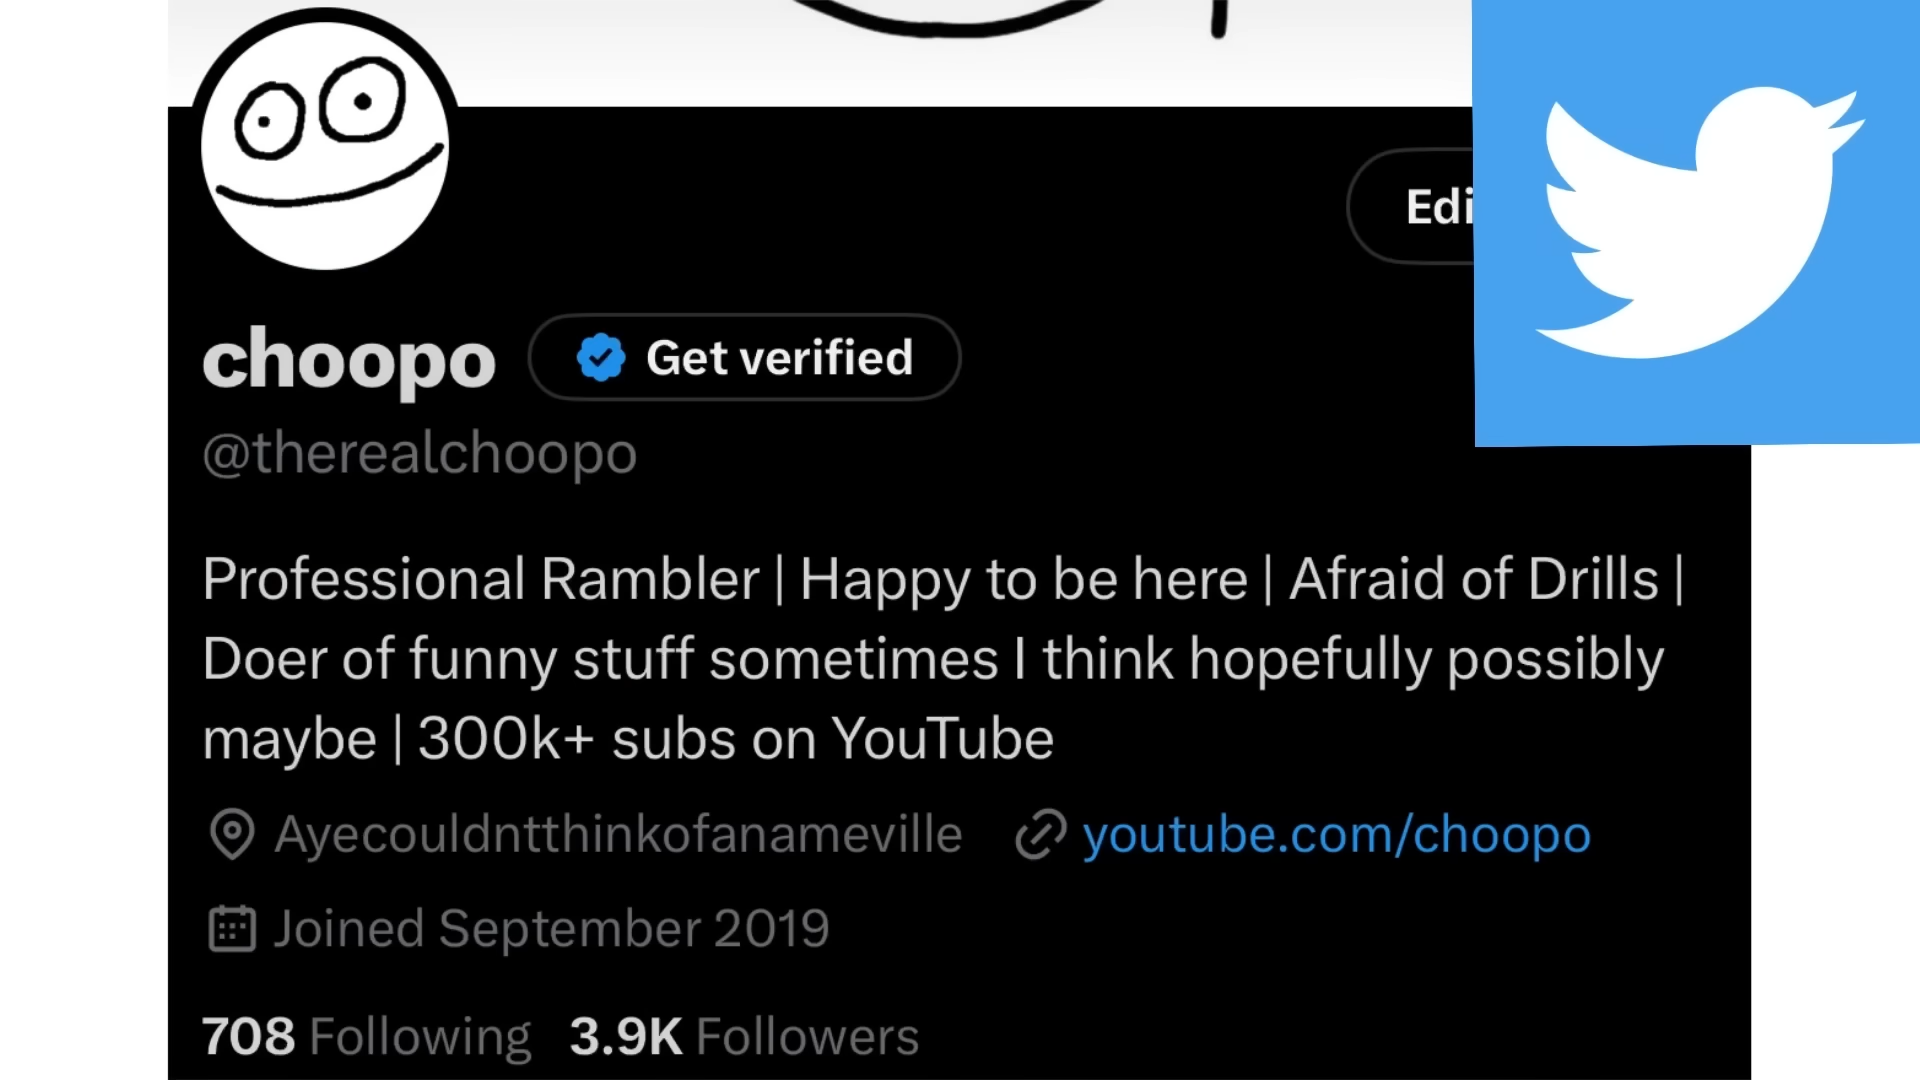 Edi
choopo Get verified
@therealchoopo
Professional Rambler | Happy to be here | Afraid of Drills |
Doer of funny stuff sometimes I think hopefully possibly
maybe | 300k+ subs on YouTube
Ayecouldntthinkofanameville youtube.com/choopo
Joined September 2019
708 Following 3.9K Followers